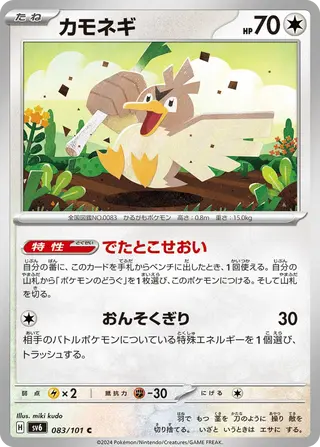 たね
カモネギ
HP 70
全国図鑑NO.0083 かるがもポケモン 高さ：0.8m 重さ：15.0kg
特性 とくせい でたとこせおい
自分の番に、このカードを手札からベンチに出したとき、1回使える。自分の
山札から「ポケモンのどうぐ」を1枚選び、このポケモンにつける。そして山札
を切る。
おんそくぎり 30
相手のバトルポケモンについている特殊エネルギーを1個選び、
トラッシュする。
弱点 ×2 抵抗力 -30 にげる
Illus. miki kudo
H SV6 083/101 C
©2024 Pokémon/Nintendo/Creatures/GAME FREAK.